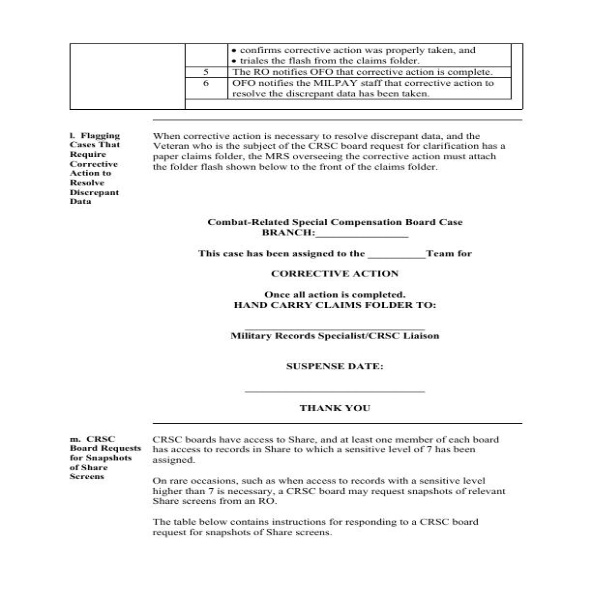 • confirms corrective action was properly taken, and
• triales the flash from the claims folder.
5 The RO notifies OFO that corrective action is complete.
6 OFO notifies the MILPAY staff that corrective action to
resolve the discrepant data has been taken.
l. Flagging
Cases That
Require
Corrective
Action to
Resolve
Discrepant
Data
When corrective action is necessary to resolve discrepant data, and the
Veteran who is the subject of the CRSC board request for clarification has a
paper claims folder, the MRS overseeing the corrective action must attach
the folder flash shown below to the front of the claims folder.
Combat-Related Special Compensation Board Case
BRANCH:_________________
This case has been assigned to the ___________Team for
CORRECTIVE ACTION
Once all action is completed.
HAND CARRY CLAIMS FOLDER TO:
_________________________________
Military Records Specialist/CRSC Liaison
SUSPENSE DATE:
_________________________________
THANK YOU
m. CRSC
Board Requests
for Snapshots
of Share
Screens
CRSC boards have access to Share, and at least one member of each board
has access to records in Share to which a sensitive level of 7 has been
assigned.
On rare occasions, such as when access to records with a sensitive level
higher than 7 is necessary, a CRSC board may request snapshots of relevant
Share screens from an RO.
The table below contains instructions for responding to a CRSC board
request for snapshots of Share screens.